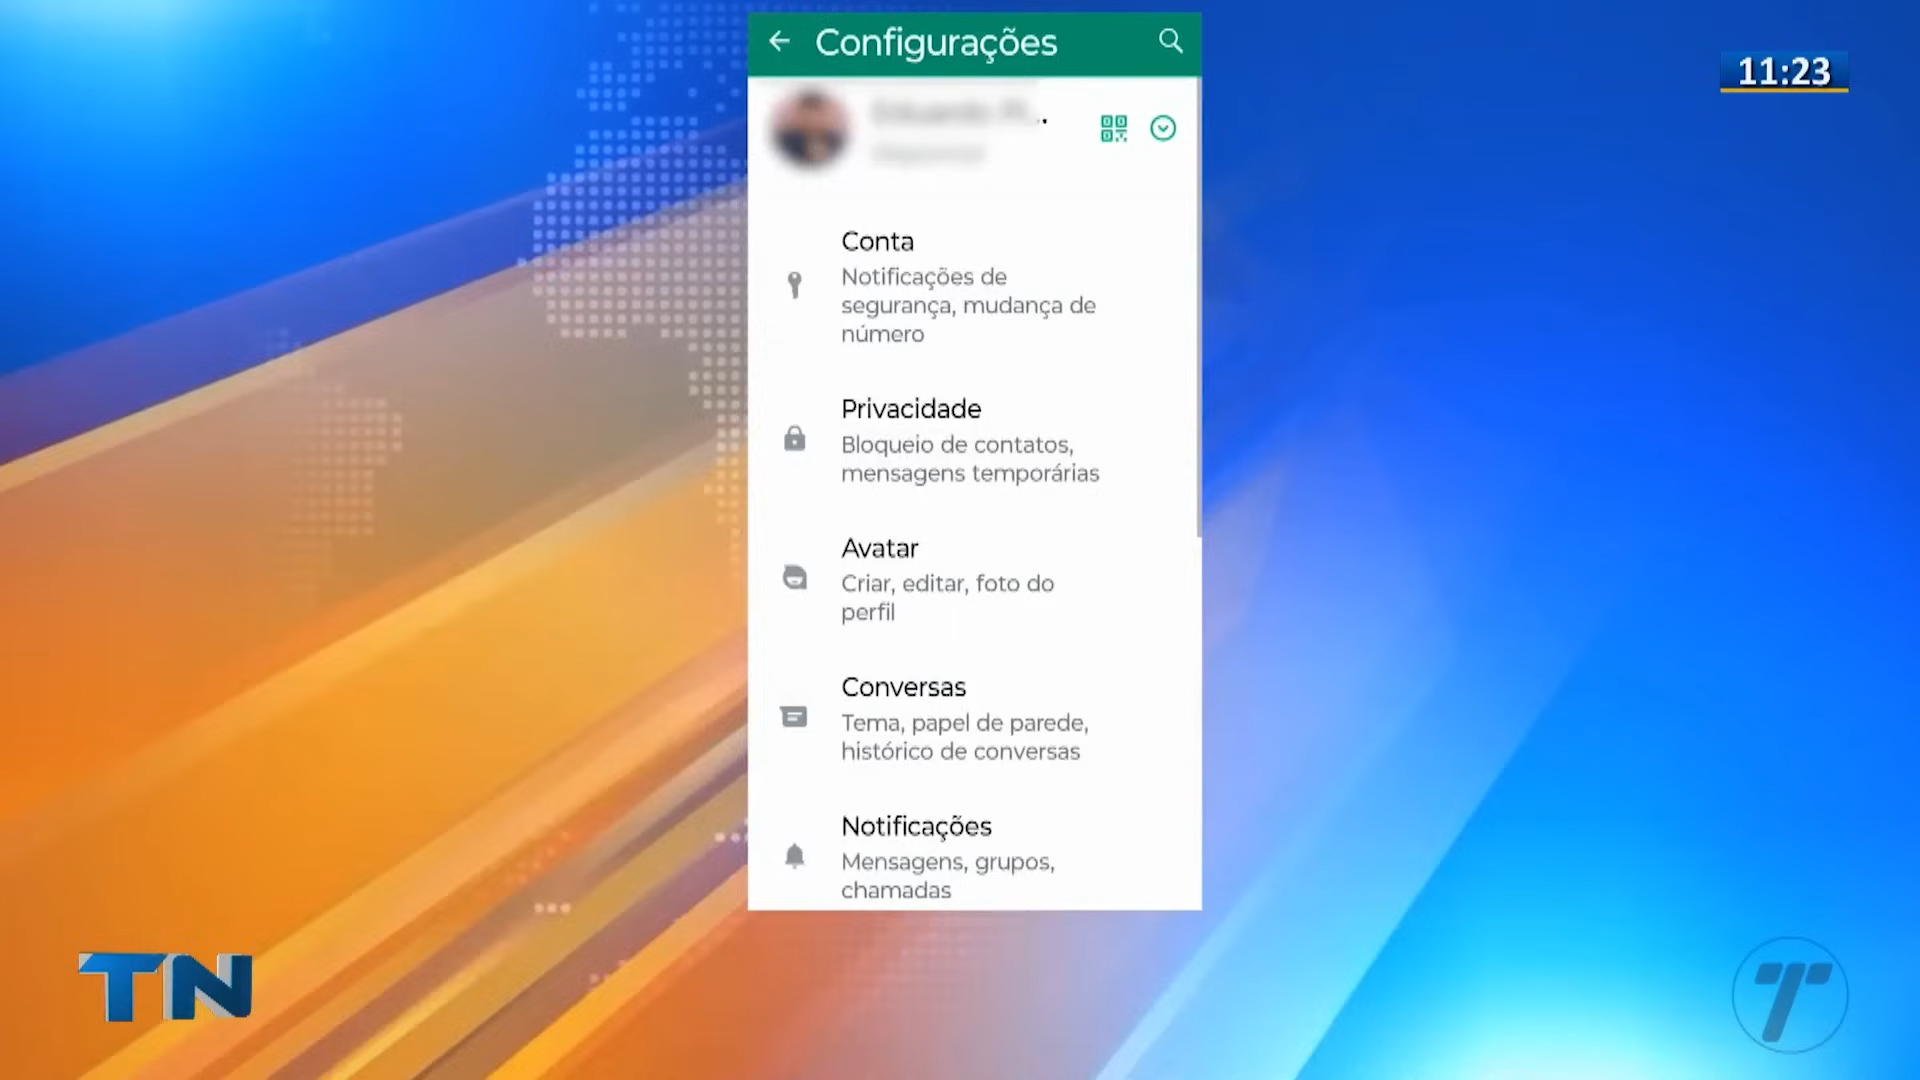 Configurações
11:23
Conta
Notificações de
segurança, mudança de
número
Privacidade
Bloqueio de contatos,
mensagens temporárias
Avatar
Criar, editar, foto do
perfil
Conversas
Tema, papel de parede,
histórico de conversas
Notificações
Mensagens, grupos,
chamadas
TN
T